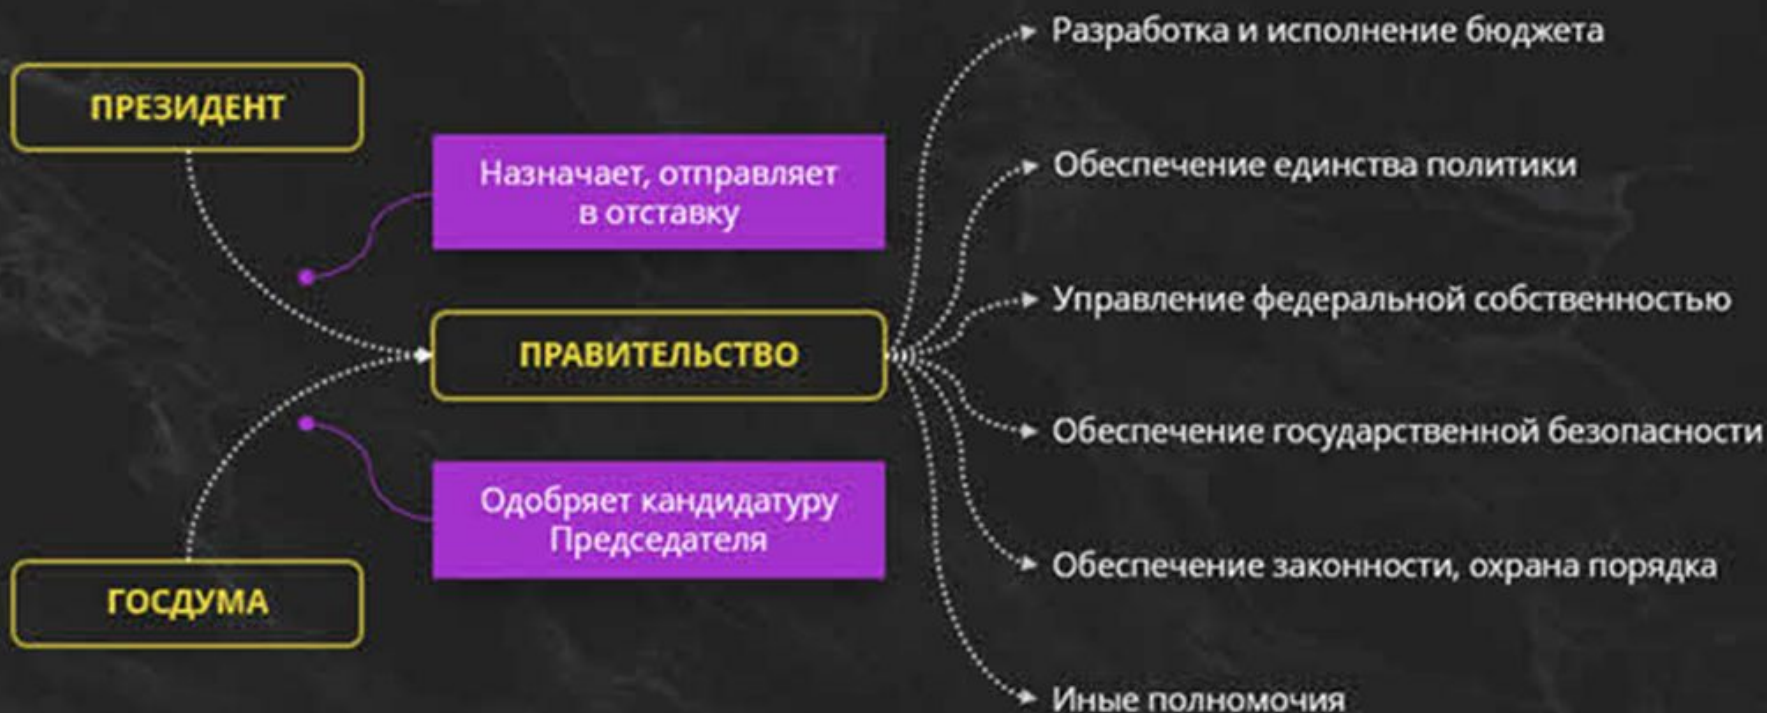 ПРЕЗИДЕНТ
Назначает, отправляет
в отставку
ПРАВИТЕЛЬСТВО
Одобряет кандидатуру
Председателя
ГОСДУМА
Разработка и исполнение бюджета
Обеспечение единства политики
Управление федеральной собственностью
Обеспечение государственной безопасности
Обеспечение законности, охрана порядка
Иные полномочия